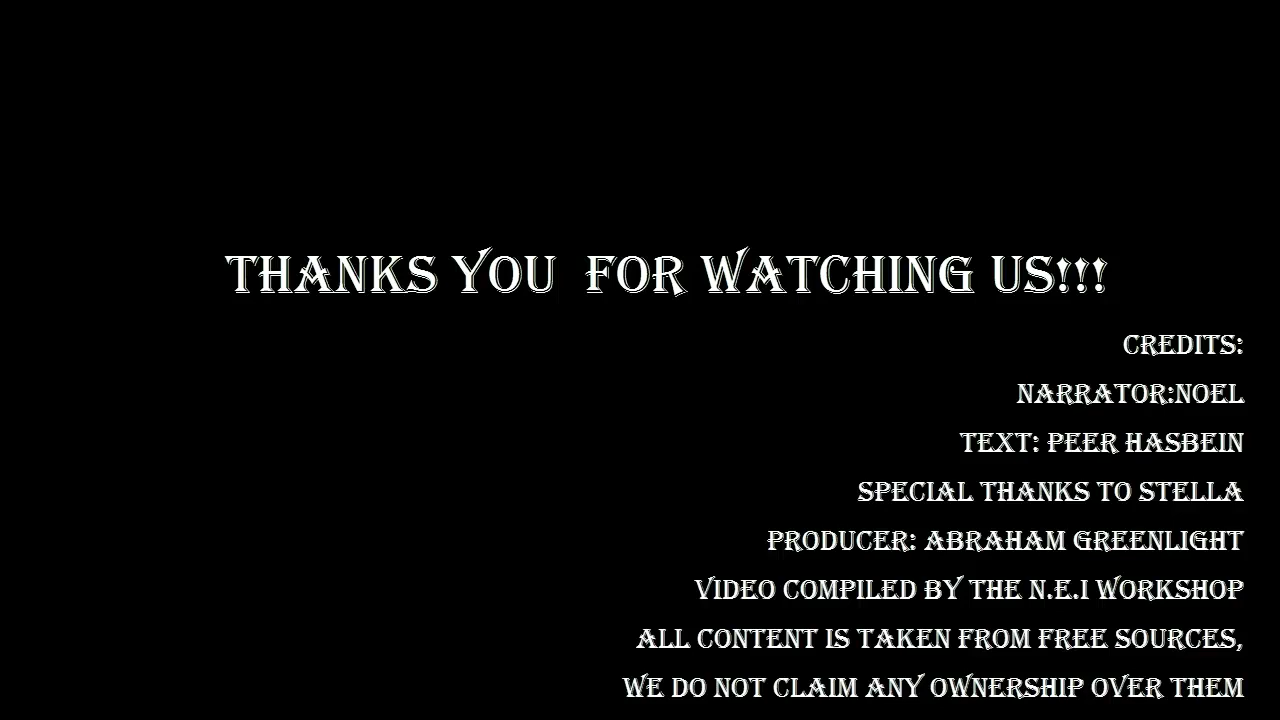 THANKS YOU  FOR WATCHING US!!!
CREDITS:
NARRATOR:NOEL
TEXT: PEER HASBEIN
SPECIAL THANKS TO STELLA
PRODUCER: ABRAHAM GREENLIGHT
VIDEO COMPILED BY THE N.E.I WORKSHOP
ALL CONTENT IS TAKEN FROM FREE SOURCES,
WE DO NOT CLAIM ANY OWNERSHIP OVER THEM